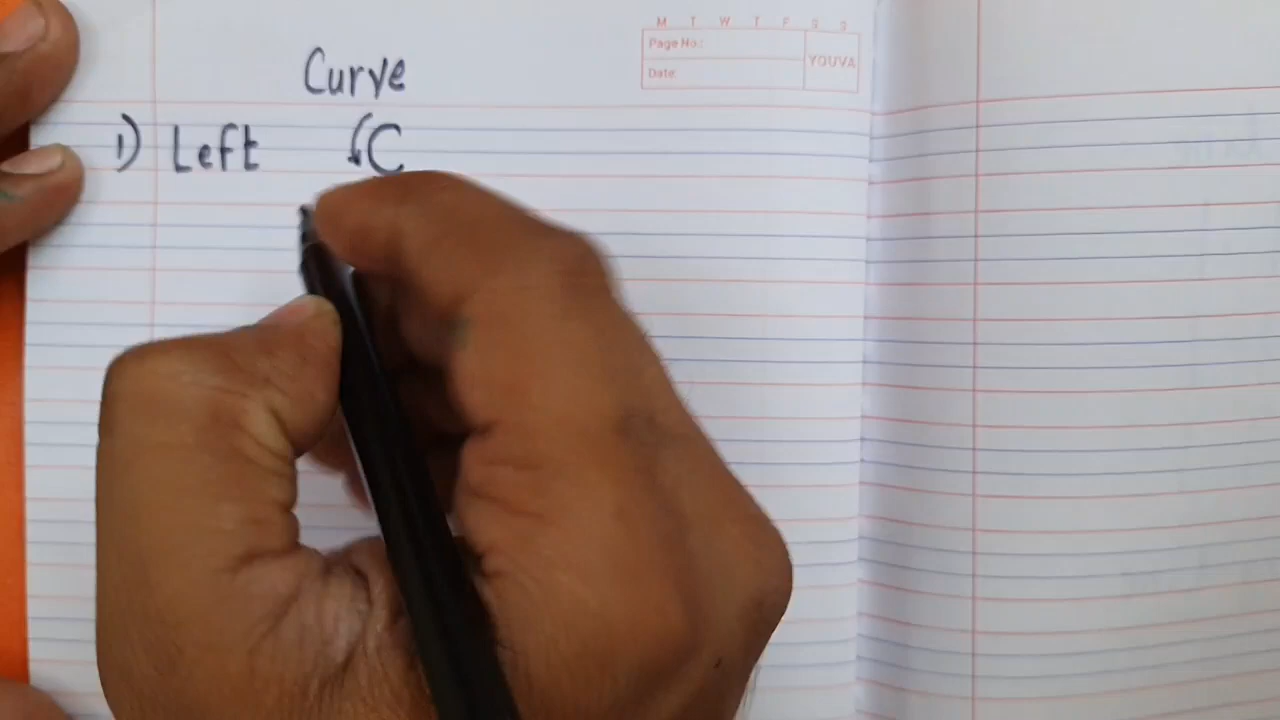 M T W T F S S
Page No.:
YOUVA
Date:
Curve
1) Left C